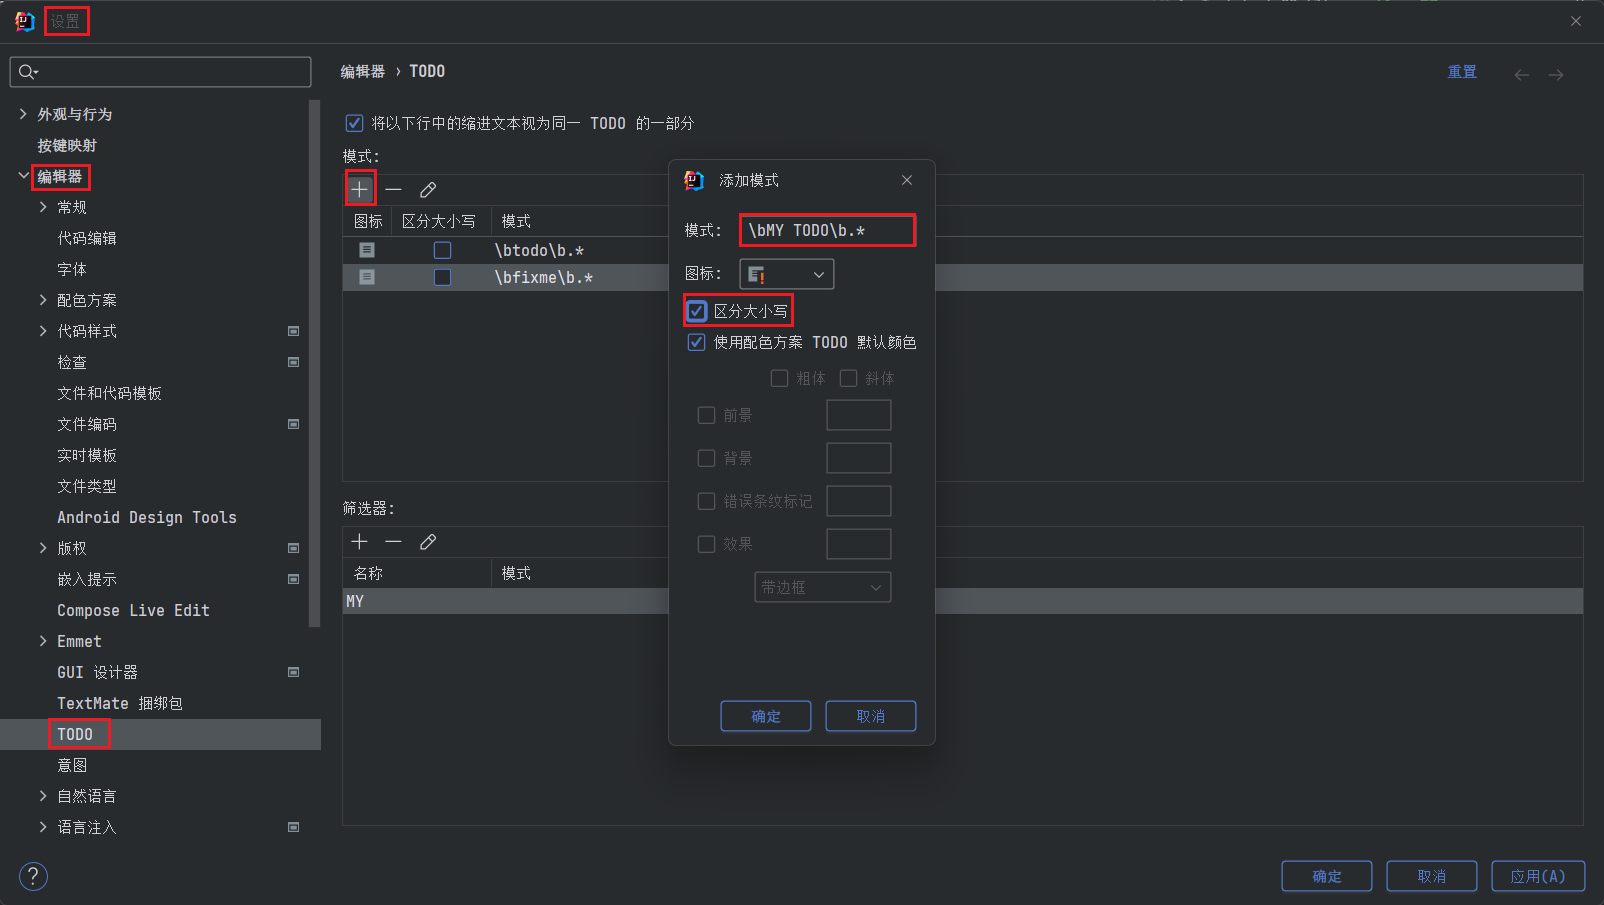 设置
编辑器 › TODO
重置
外观与行为
按键映射
编辑器
常规
代码编辑
字体
配色方案
代码样式
检查
文件和代码模板
文件编码
实时模板
文件类型
Android Design Tools
版权
嵌入提示
Compose Live Edit
Emmet
GUI 设计器
TextMate 捆绑包
TODO
意图
自然语言
语言注入
将以下行中的缩进文本视为同一 TODO 的一部分
模式:
图标 区分大小写 模式
\btodo\b.*
\bfixme\b.*
筛选器:
名称 模式
MY
添加模式
模式: \bMY TODO\b.*
图标:
区分大小写
使用配色方案 TODO 默认颜色
粗体 斜体
前景
背景
错误条纹标记
效果
带边框
确定 取消
?
确定 取消 应用(A)